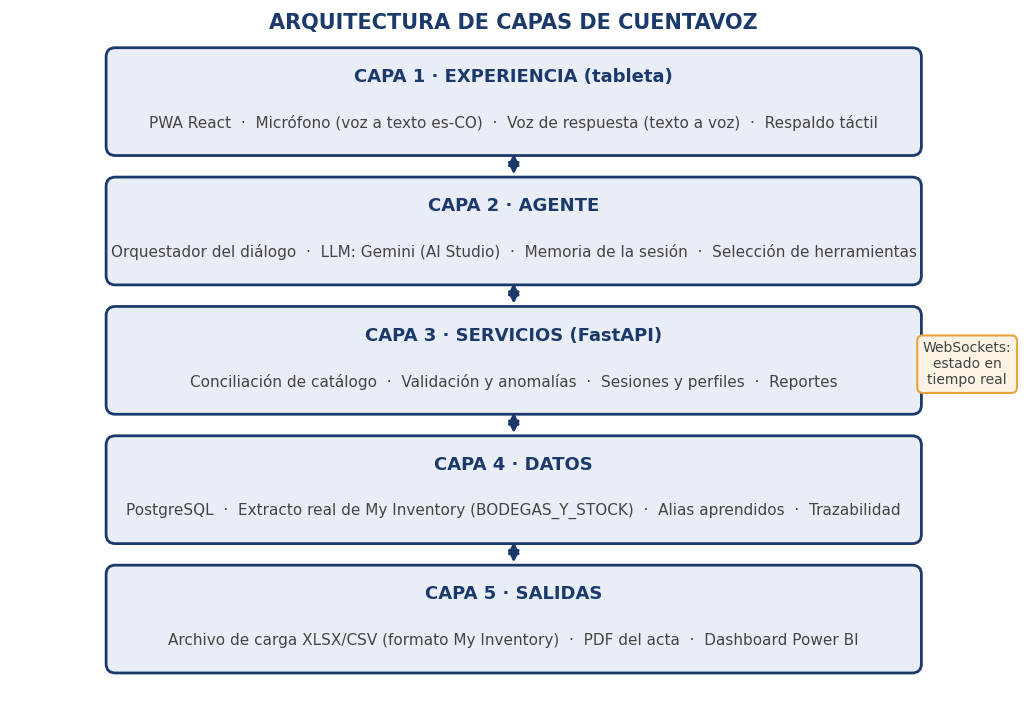 ARQUITECTURA DE CAPAS DE CUENTAVOZ
CAPA 1 · EXPERIENCIA (tableta)
PWA React · Micrófono (voz a texto es-CO) · Voz de respuesta (texto a voz) · Respaldo táctil
CAPA 2 · AGENTE
Orquestador del diálogo · LLM: Gemini (AI Studio) · Memoria de la sesión · Selección de herramientas
CAPA 3 · SERVICIOS (FastAPI)
Conciliación de catálogo · Validación y anomalías · Sesiones y perfiles · Reportes
WebSockets:
estado en
tiempo real
CAPA 4 · DATOS
PostgreSQL · Extracto real de My Inventory (BODEGAS_Y_STOCK) · Alias aprendidos · Trazabilidad
CAPA 5 · SALIDAS
Archivo de carga XLSX/CSV (formato My Inventory) · PDF del acta · Dashboard Power BI